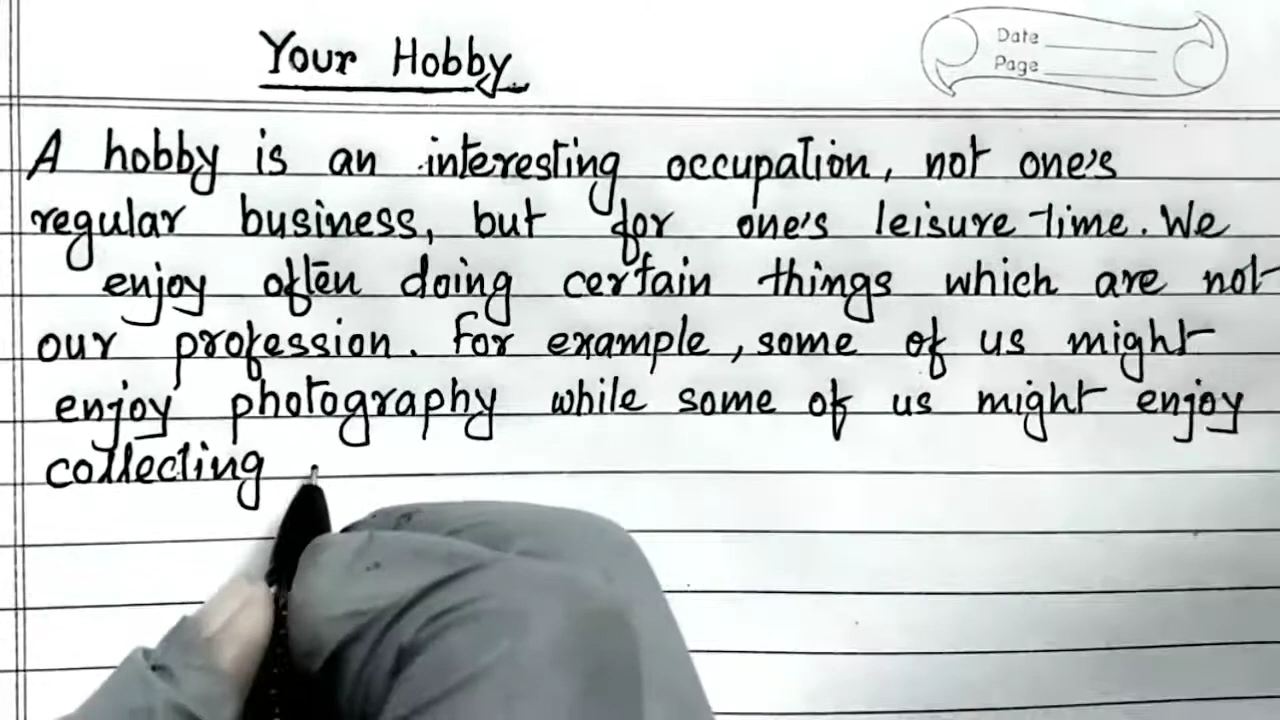 Your Hobby
Date
Page
A hobby is an interesting occupation, not one's
regular business, but for one's leisure time. We
enjoy often doing certain things which are not
our profession. For example, some of us might
enjoy photography while some of us might enjoy
collecting